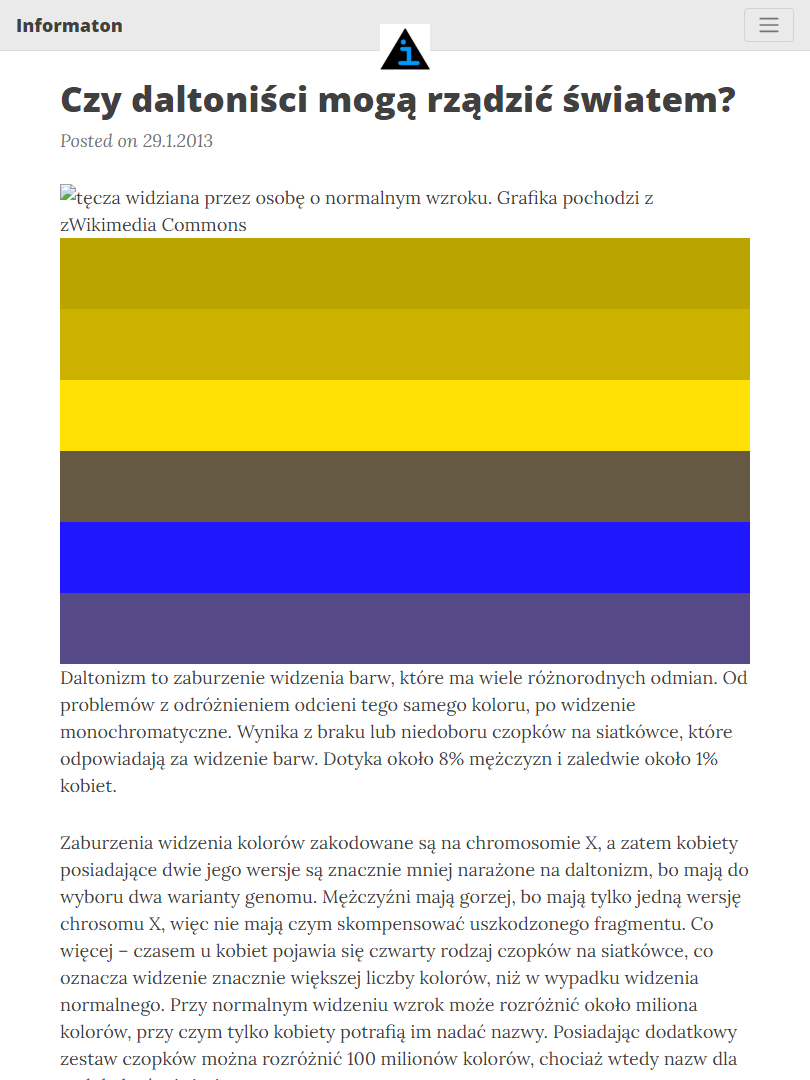 Informaton
i
Czy daltoniści mogą rządzić światem?
Posted on 29.1.2013
tęcza widziana przez osobę o normalnym wzroku. Grafika pochodzi z
zWikimedia Commons
Daltonizm to zaburzenie widzenia barw, które ma wiele różnorodnych odmian. Od
problemów z odróżnieniem odcieni tego samego koloru, po widzenie
monochromatyczne. Wynika z braku lub niedoboru czopków na siatkówce, które
odpowiadają za widzenie barw. Dotyka około 8% mężczyzn i zaledwie około 1%
kobiet.
Zaburzenia widzenia kolorów zakodowane są na chromosomie X, a zatem kobiety
posiadające dwie jego wersje są znacznie mniej narażone na daltonizm, bo mają do
wyboru dwa warianty genomu. Mężczyźni mają gorzej, bo mają tylko jedną wersję
chrosomu X, więc nie mają czym skompensować uszkodzonego fragmentu. Co
więcej – czasem u kobiet pojawia się czwarty rodzaj czopków na siatkówce, co
oznacza widzenie znacznie większej liczby kolorów, niż w wypadku widzenia
normalnego. Przy normalnym widzeniu wzrok może rozróżnić około miliona
kolorów, przy czym tylko kobiety potrafią im nadać nazwy. Posiadając dodatkowy
zestaw czopków można rozróżnić 100 milionów kolorów, chociaż wtedy nazw dla